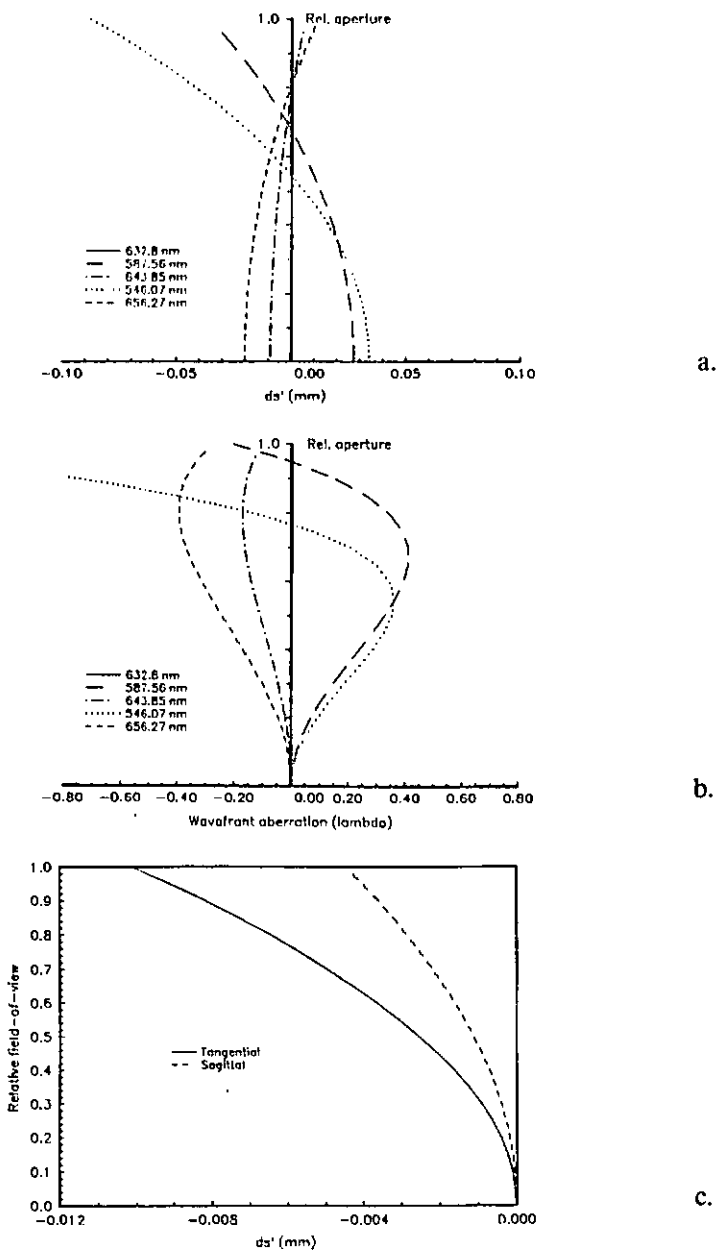 1.0 Rel. aperture
632.8 nm
587.56 nm
643.85 nm
546.07 nm
656.27 nm
-0.10 -0.05 0.00 0.05 0.10
ds' (mm)
a.
1.0 Rel. aperture
632.8 nm
587.56 nm
643.85 nm
546.07 nm
656.27 nm
-0.80 -0.60 -0.40 -0.20 0.00 0.20 0.40 0.60 0.80
Wavefront aberration (lambda)
b.
1.0
0.9
0.8
0.7
0.6
0.5
0.4
0.3
0.2
0.1
0.0
Relative field-of-view
Tangential
Sagittal
-0.012 -0.008 -0.004 0.000
ds' (mm)
c.